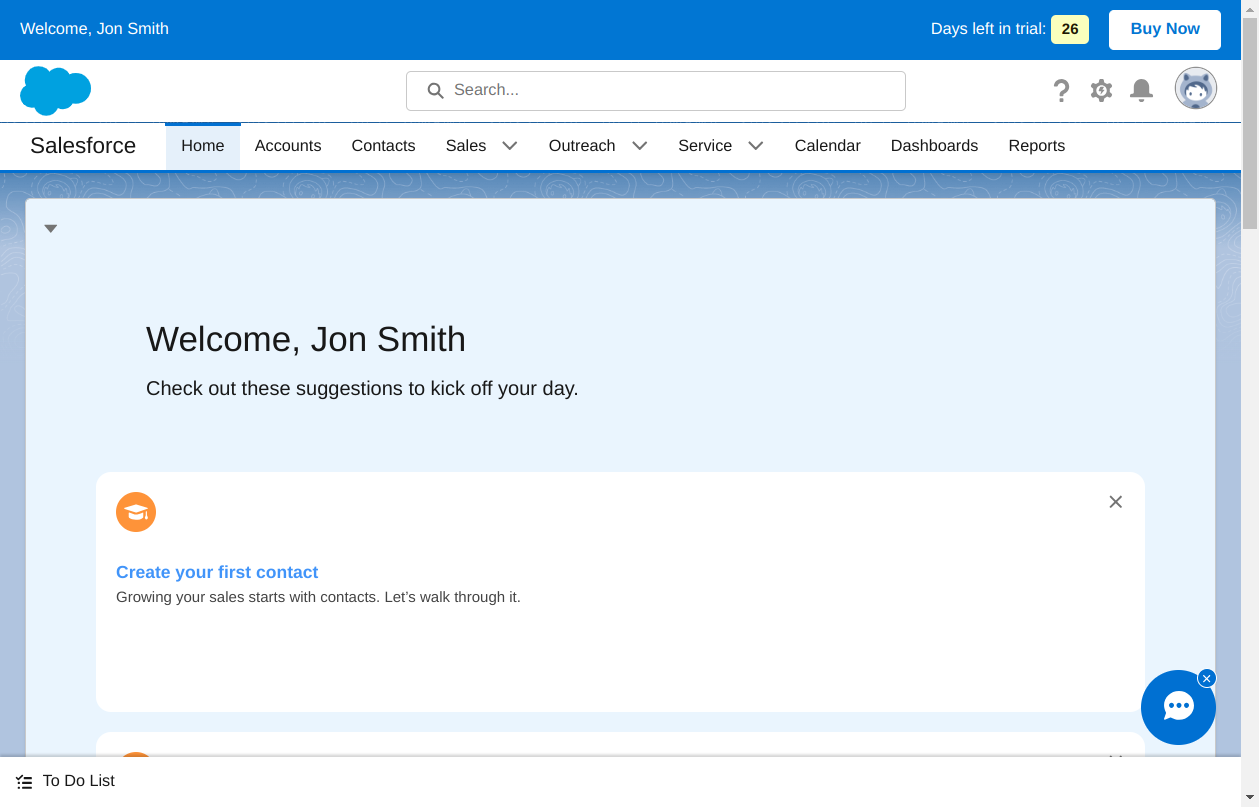 Welcome, Jon Smith
Days left in trial: 26 Buy Now
Search...
Salesforce Home Accounts Contacts Sales Outreach Service Calendar Dashboards Reports
Welcome, Jon Smith
Check out these suggestions to kick off your day.
Create your first contact
Growing your sales starts with contacts. Let’s walk through it.
To Do List